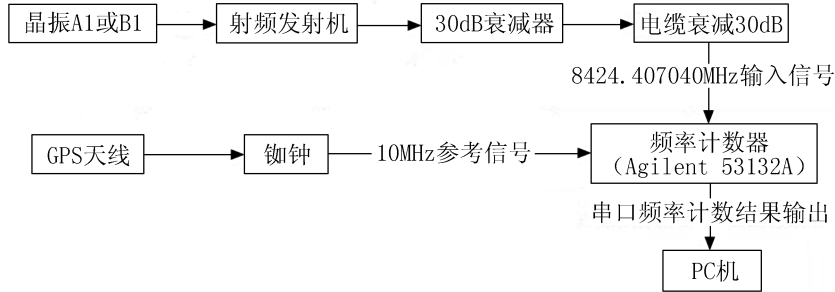 晶振A1或B1
射频发射机
30dB衰减器
电缆衰减30dB
8424.407040MHz输入信号
GPS天线
铷钟
10MHz参考信号
频率计数器
（Agilent 53132A）
串口频率计数结果输出
PC机